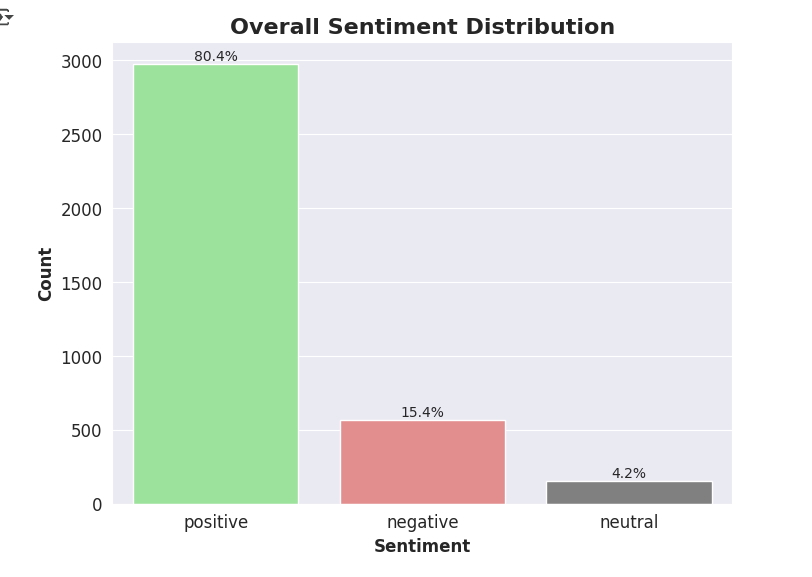 Overall Sentiment Distribution
3000
2500
2000
1500
1000
500
0
Count
80.4%
15.4%
4.2%
positive
negative
neutral
Sentiment